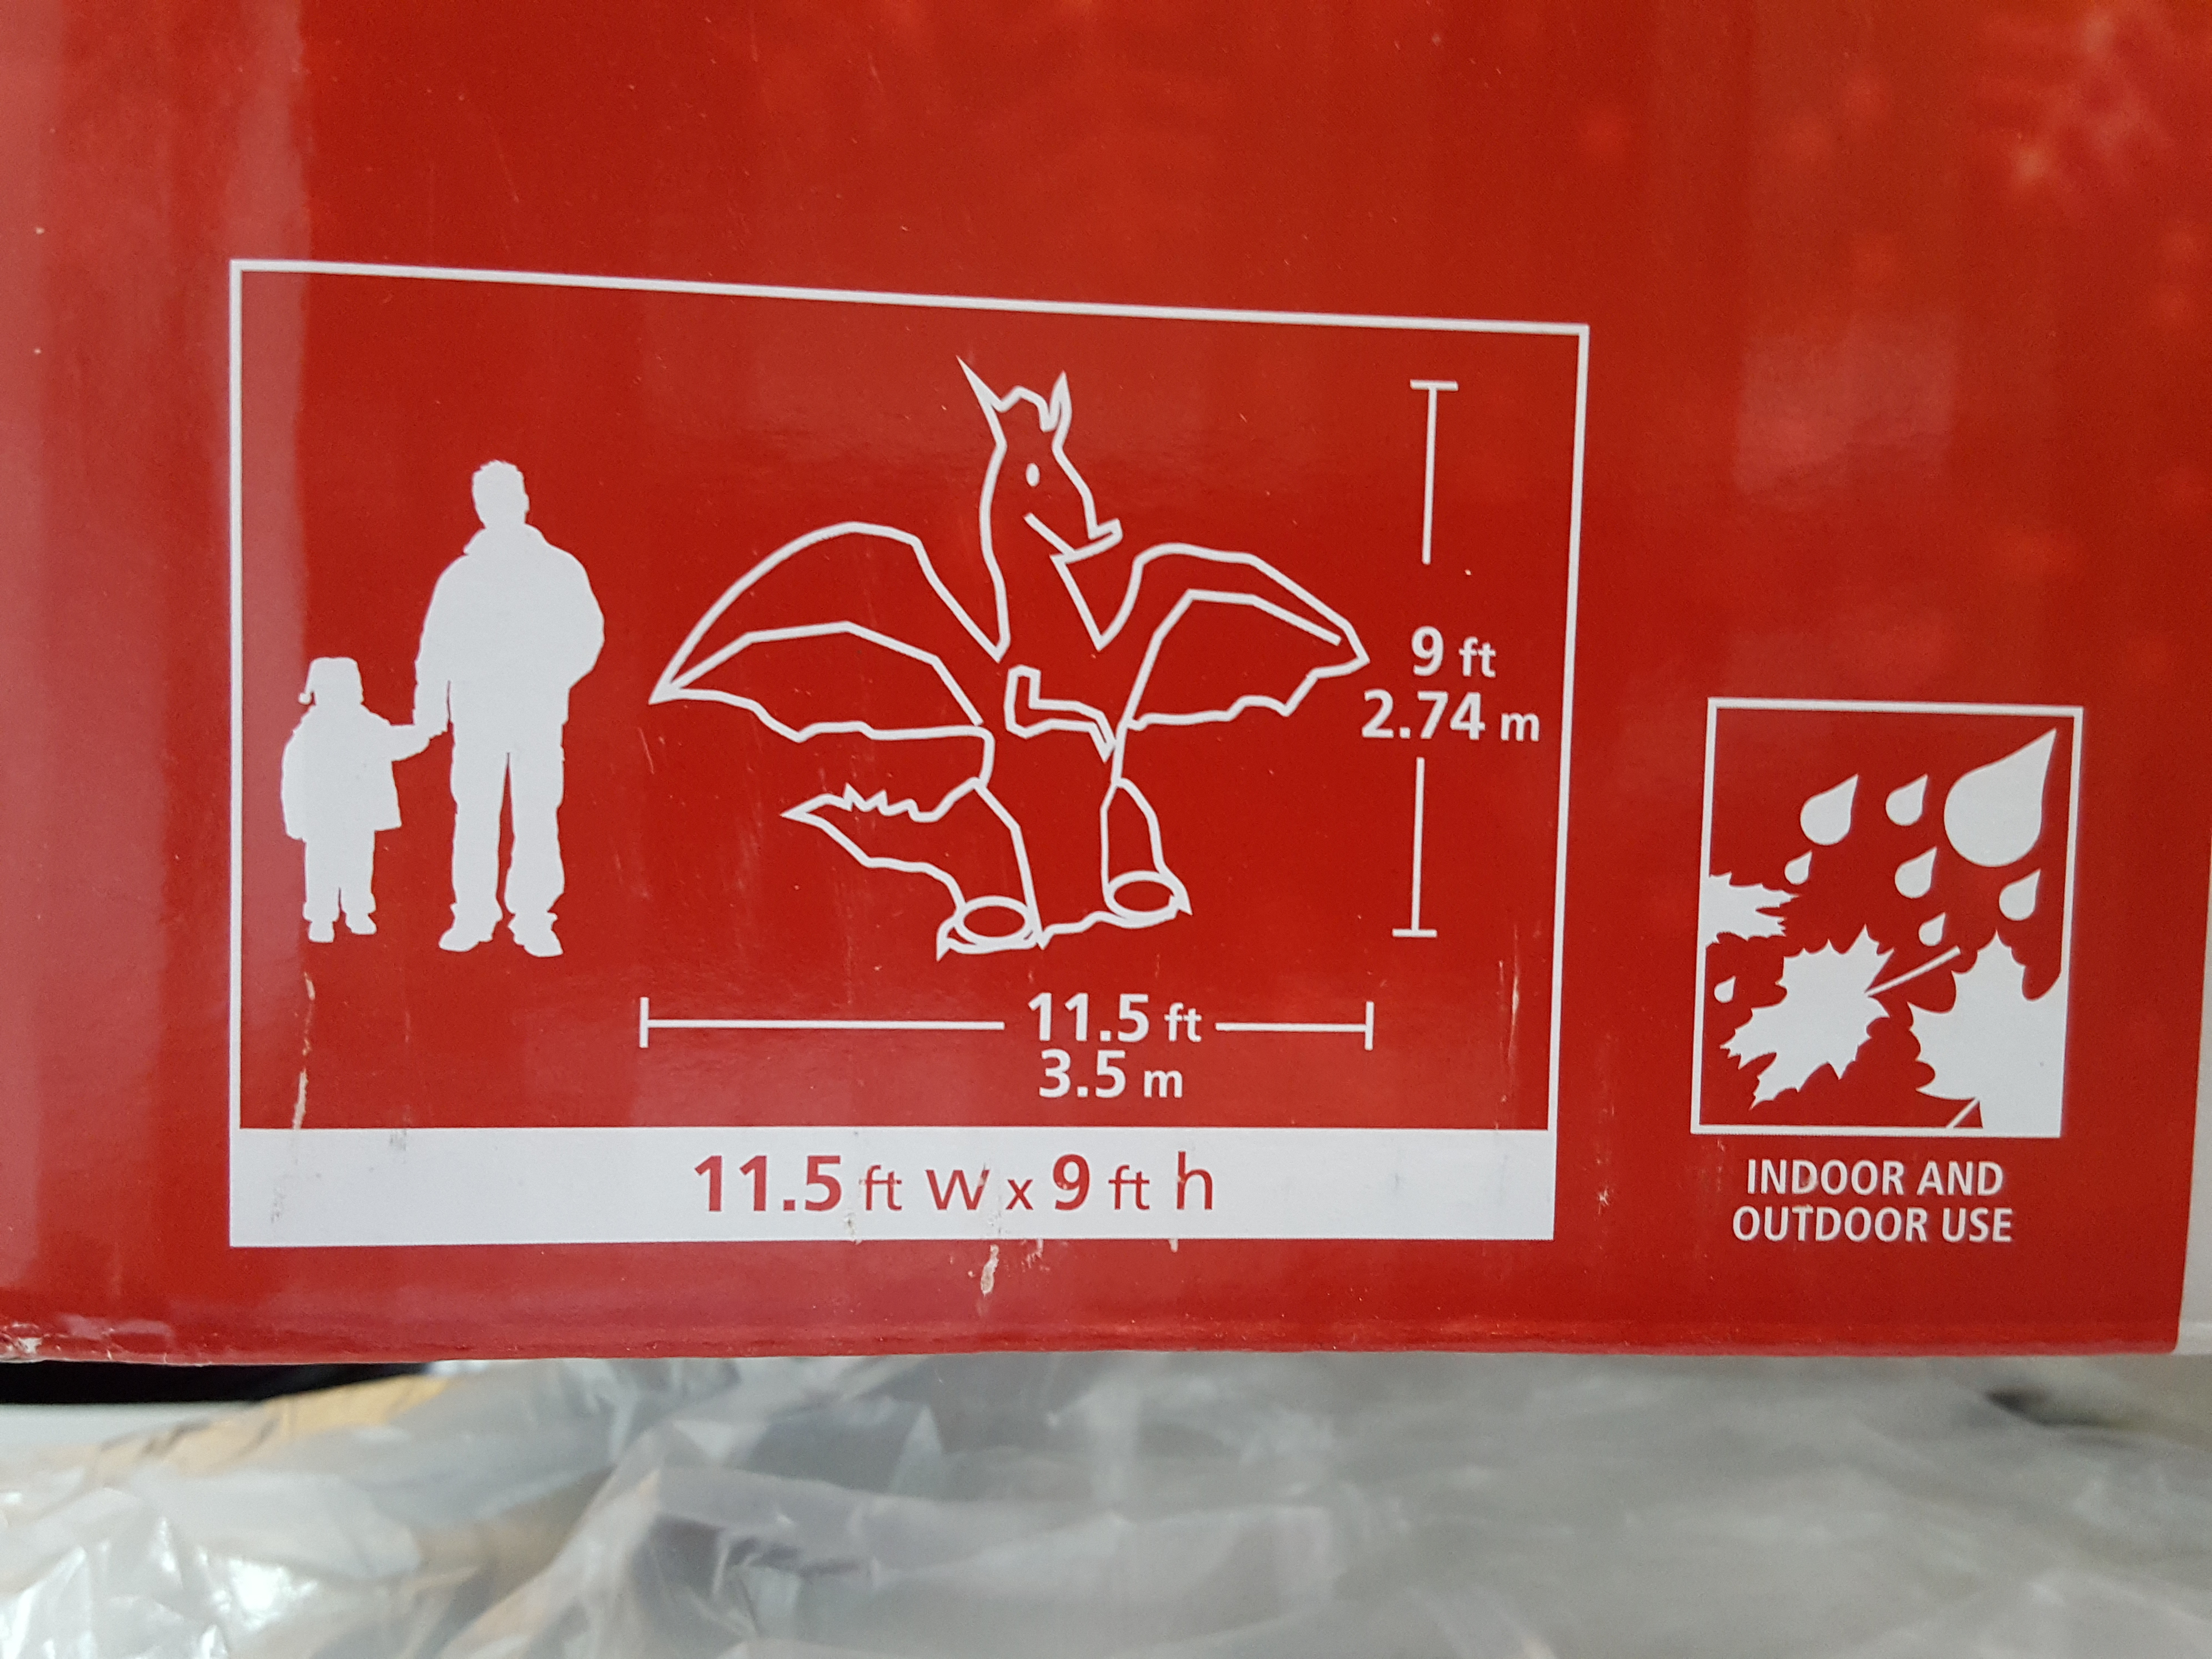 9 ft
2.74 m
11.5 ft
3.5 m
11.5 ft w x 9 ft h
INDOOR AND
OUTDOOR USE